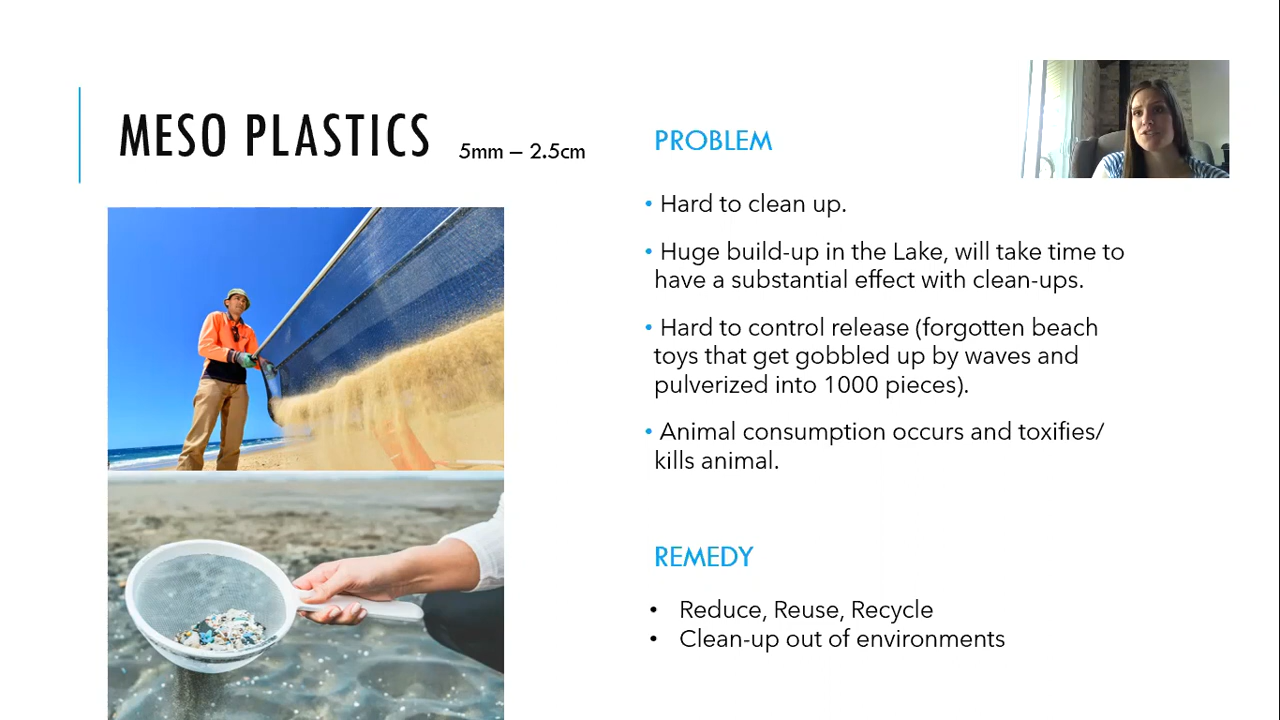 MESO PLASTICS 5mm – 2.5cm
PROBLEM
• Hard to clean up.
• Huge build-up in the Lake, will take time to
have a substantial effect with clean-ups.
• Hard to control release (forgotten beach
toys that get gobbled up by waves and
pulverized into 1000 pieces).
• Animal consumption occurs and toxifies/
kills animal.
REMEDY
• Reduce, Reuse, Recycle
• Clean-up out of environments